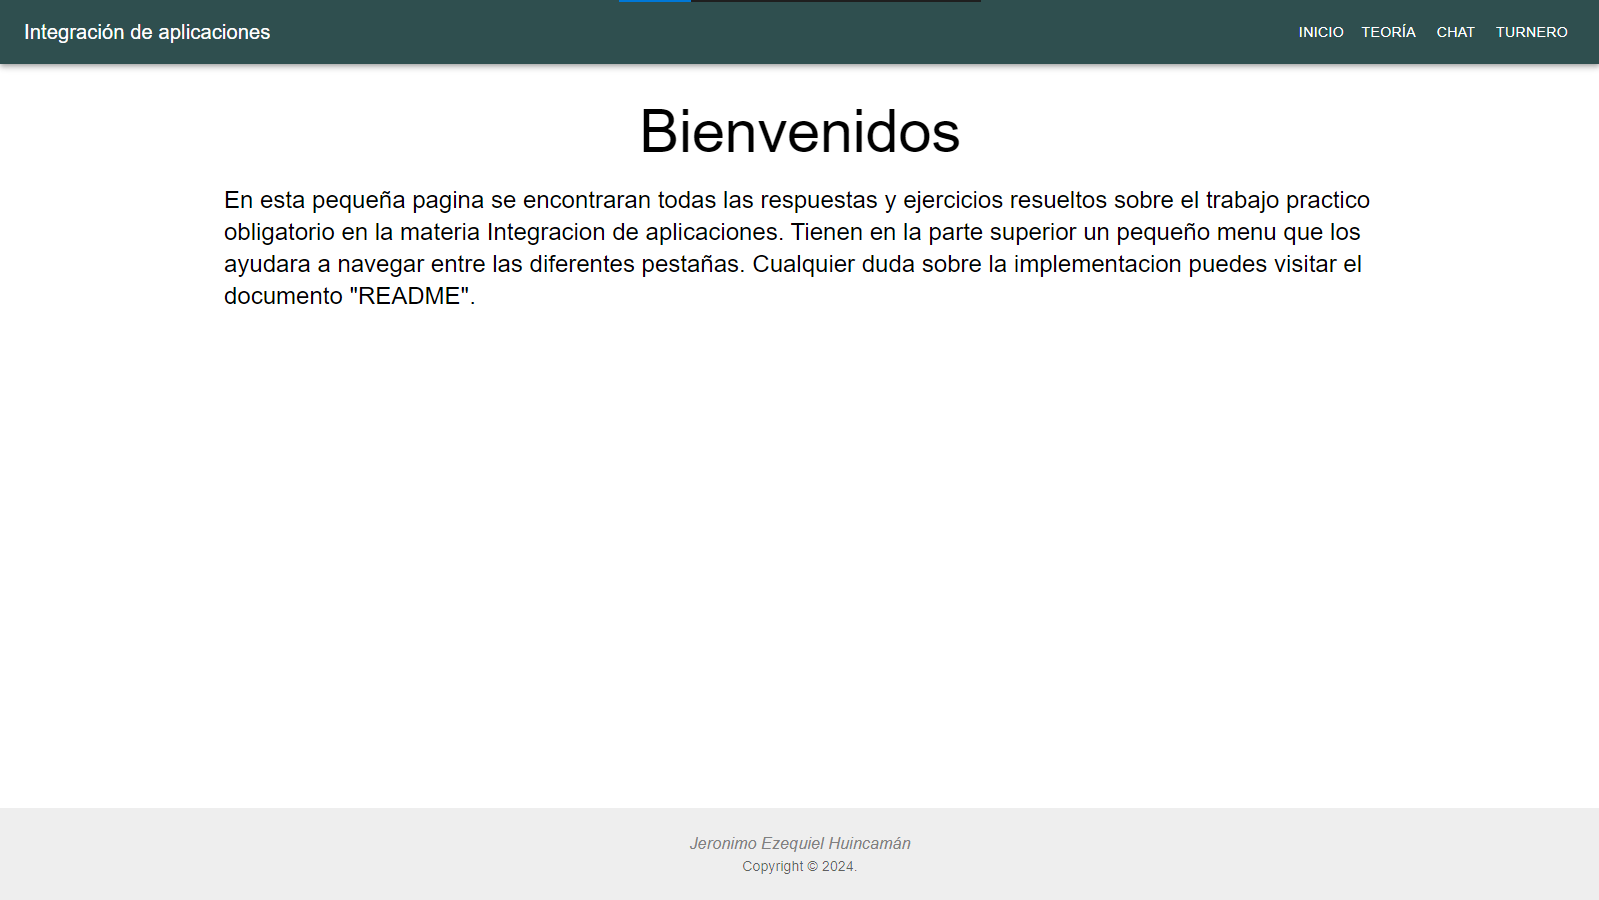 Integración de aplicaciones
INICIO TEORÍA CHAT TURNERO
Bienvenidos
En esta pequeña pagina se encontraran todas las respuestas y ejercicios resueltos sobre el trabajo practico
obligatorio en la materia Integracion de aplicaciones. Tienen en la parte superior un pequeño menu que los
ayudara a navegar entre las diferentes pestañas. Cualquier duda sobre la implementacion puedes visitar el
documento "README".
Jeronimo Ezequiel Huincamán
Copyright © 2024.